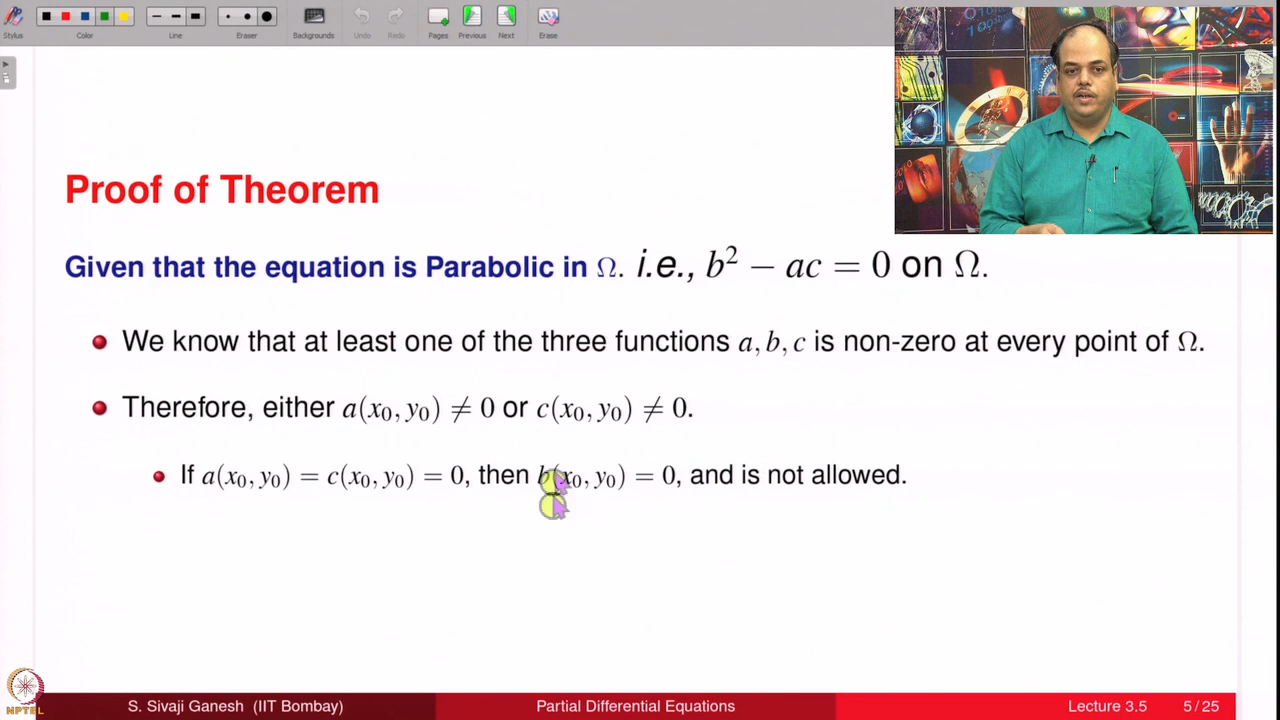 Stylus Color Line Eraser Backgrounds Undo Redo Pages Previous Next Erase
Proof of Theorem
Given that the equation is Parabolic in Ω. i.e., b² − ac = 0 on Ω.
We know that at least one of the three functions a, b, c is non-zero at every point of Ω.
Therefore, either a(x₀, y₀) ≠ 0 or c(x₀, y₀) ≠ 0.
If a(x₀, y₀) = c(x₀, y₀) = 0, then b(x₀, y₀) = 0, and is not allowed.
NPTEL
S. Sivaji Ganesh (IIT Bombay) Partial Differential Equations Lecture 3.5 5/25